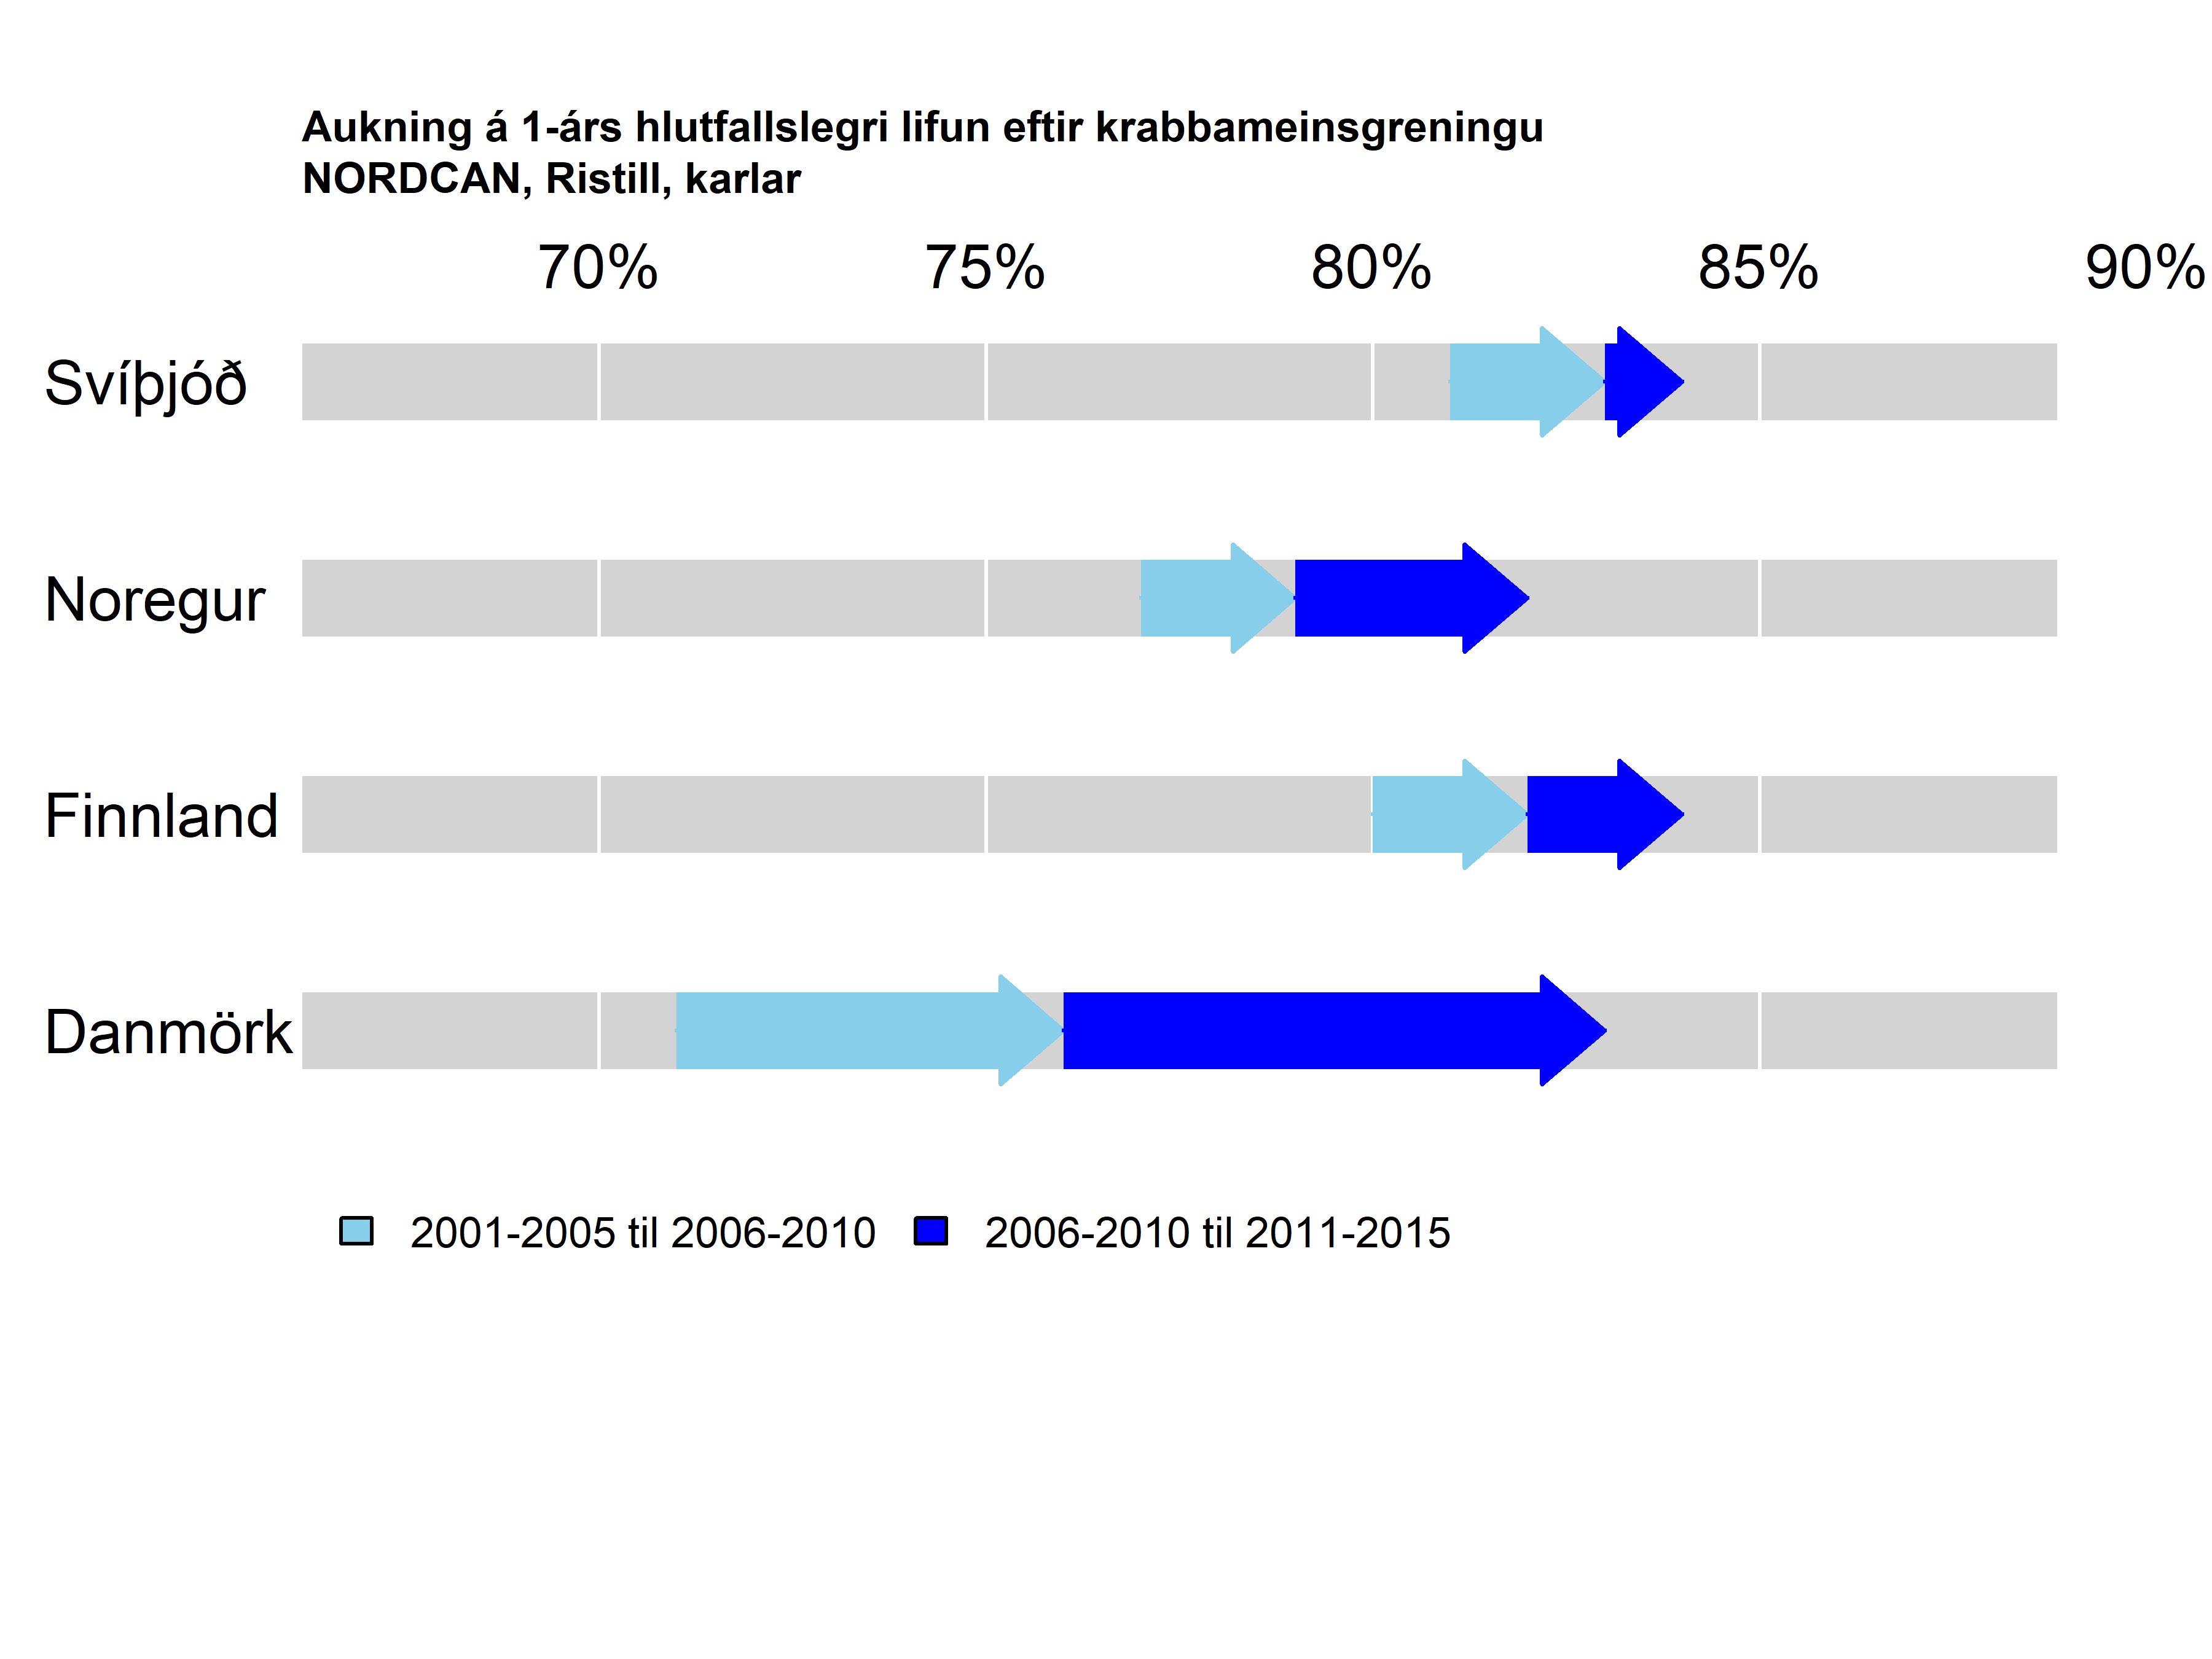 Aukning á 1-árs hlutfallslegri lifun eftir krabbameinsgreningu
NORDCAN, Ristill, karlar
70% 75% 80% 85% 90%
Svíþjóð
Noregur
Finnland
Danmörk
2001-2005 til 2006-2010 2006-2010 til 2011-2015